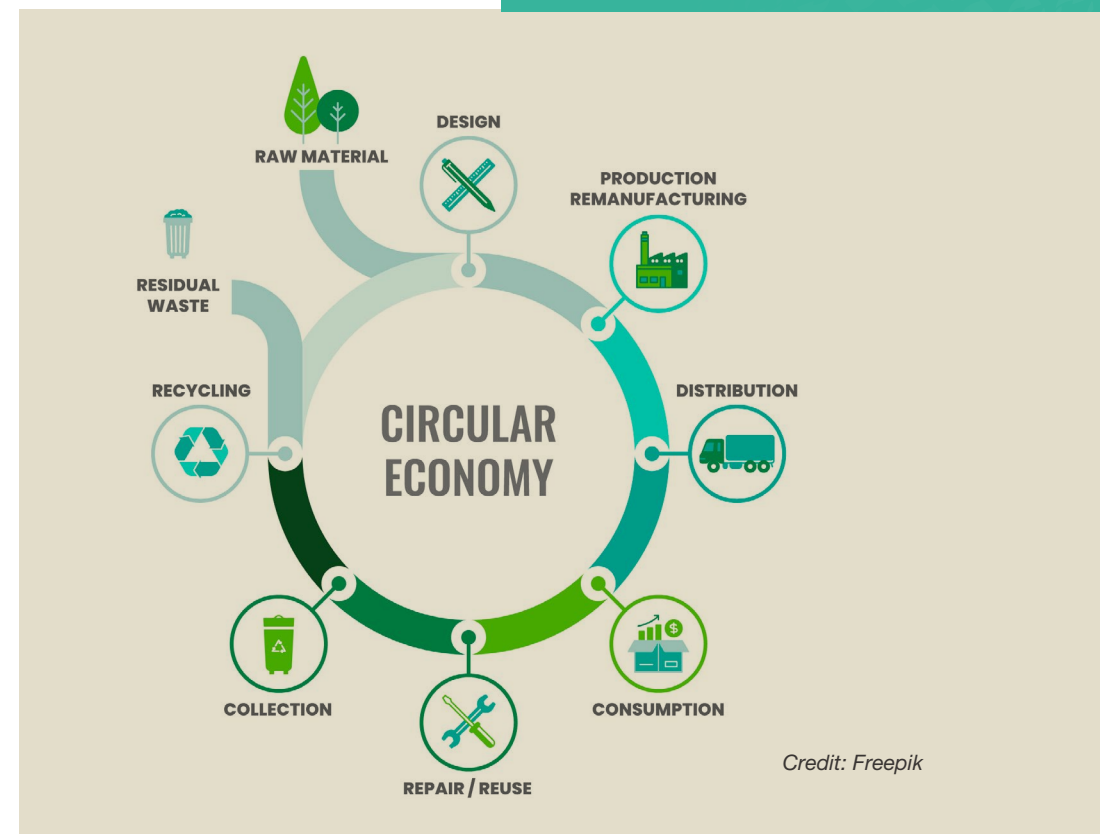 RAW MATERIAL
DESIGN
PRODUCTION
REMANUFACTURING
RESIDUAL
WASTE
RECYCLING
DISTRIBUTION
CIRCULAR
ECONOMY
COLLECTION
CONSUMPTION
REPAIR / REUSE
Credit: Freepik
$